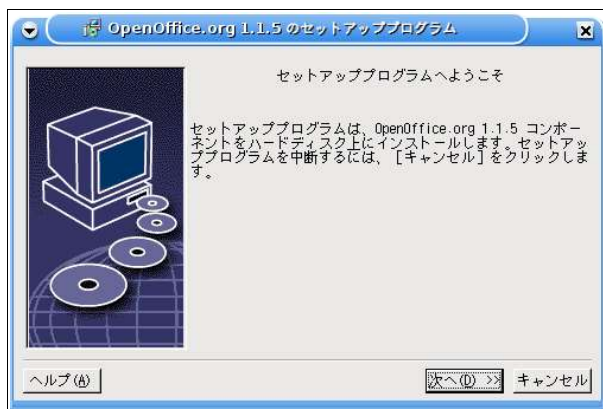 OpenOffice.org 1.1.5 のセットアッププログラム
セットアッププログラムへようこそ
セットアッププログラムは、OpenOffice.org 1.1.5 コンポー
ネントをハードディスク上にインストールします。セットアッ
ププログラムを中断するには、［キャンセル］をクリックしま
す。
ヘルプ(A)
次へ(D) >>
キャンセル